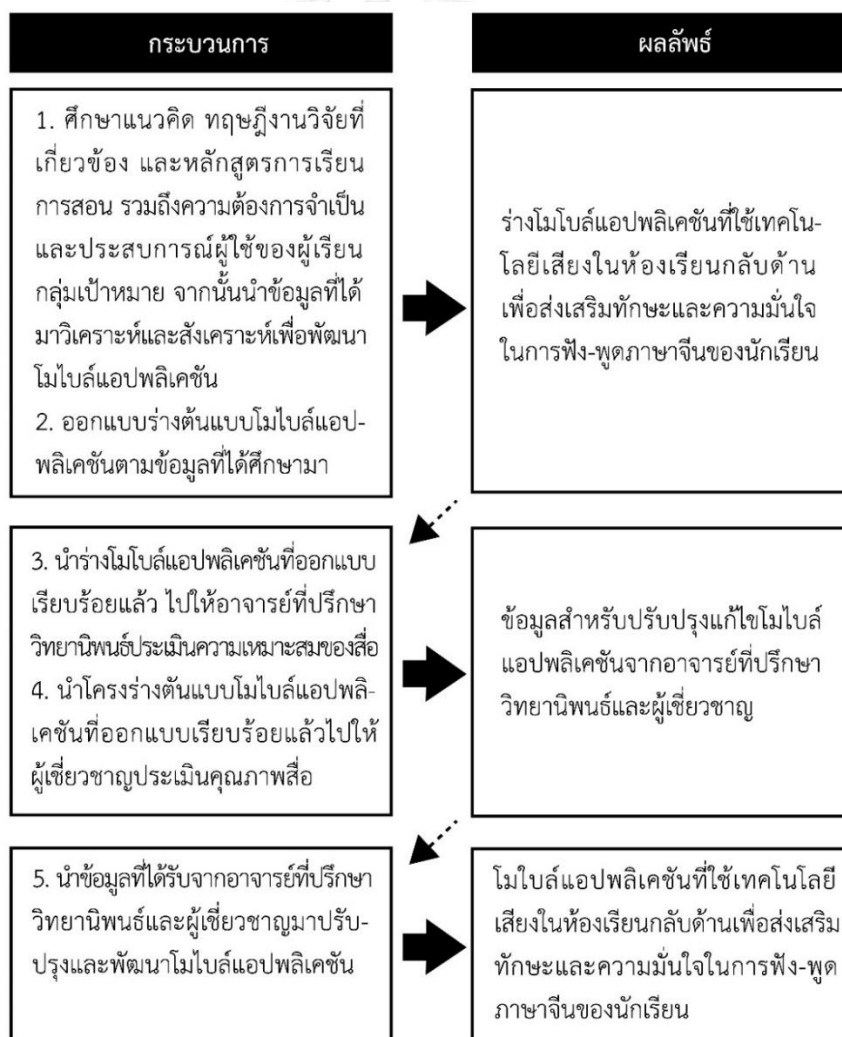 กระบวนการ
ผลลัพธ์
1. ศึกษาแนวคิด ทฤษฎีงานวิจัยที่
เกี่ยวข้อง และหลักสูตรการเรียน
การสอน รวมถึงความต้องการจำเป็น
และประสบการณ์ผู้ใช้ของผู้เรียน
กลุ่มเป้าหมาย จากนั้นนำข้อมูลที่ได้
มาวิเคราะห์และสังเคราะห์เพื่อพัฒนา
โมไบล์แอปพลิเคชัน
2. ออกแบบร่างต้นแบบโมไบล์แอป-
พลิเคชันตามข้อมูลที่ได้ศึกษามา
ร่างโมโบล์แอปพลิเคชันที่ใช้เทคโน-
โลยีเสียงในห้องเรียนกลับด้าน
เพื่อส่งเสริมทักษะและความมั่นใจ
ในการฟัง-พูดภาษาจีนของนักเรียน
3. นำร่างโมโบล์แอปพลิเคชันที่ออกแบบ
เรียบร้อยแล้ว ไปให้อาจารย์ที่ปรึกษา
วิทยานิพนธ์ประเมินความเหมาะสมของสื่อ
4. นำโครงร่างต้นแบบโมไบล์แอปพลิ-
เคชันที่ออกแบบเรียบร้อยแล้วไปให้
ผู้เชี่ยวชาญประเมินคุณภาพสื่อ
ข้อมูลสำหรับปรับปรุงแก้ไขโมไบล์
แอปพลิเคชันจากอาจารย์ที่ปรึกษา
วิทยานิพนธ์และผู้เชี่ยวชาญ
5. นำข้อมูลที่ได้รับจากอาจารย์ที่ปรึกษา
วิทยานิพนธ์และผู้เชี่ยวชาญมาปรับ-
ปรุงและพัฒนาโมไบล์แอปพลิเคชัน
โมใบล์แอปพลิเคชันที่ใช้เทคโนโลยี
เสียงในห้องเรียนกลับด้านเพื่อส่งเสริม
ทักษะและความมั่นใจในการฟัง-พูด
ภาษาจีนของนักเรียน